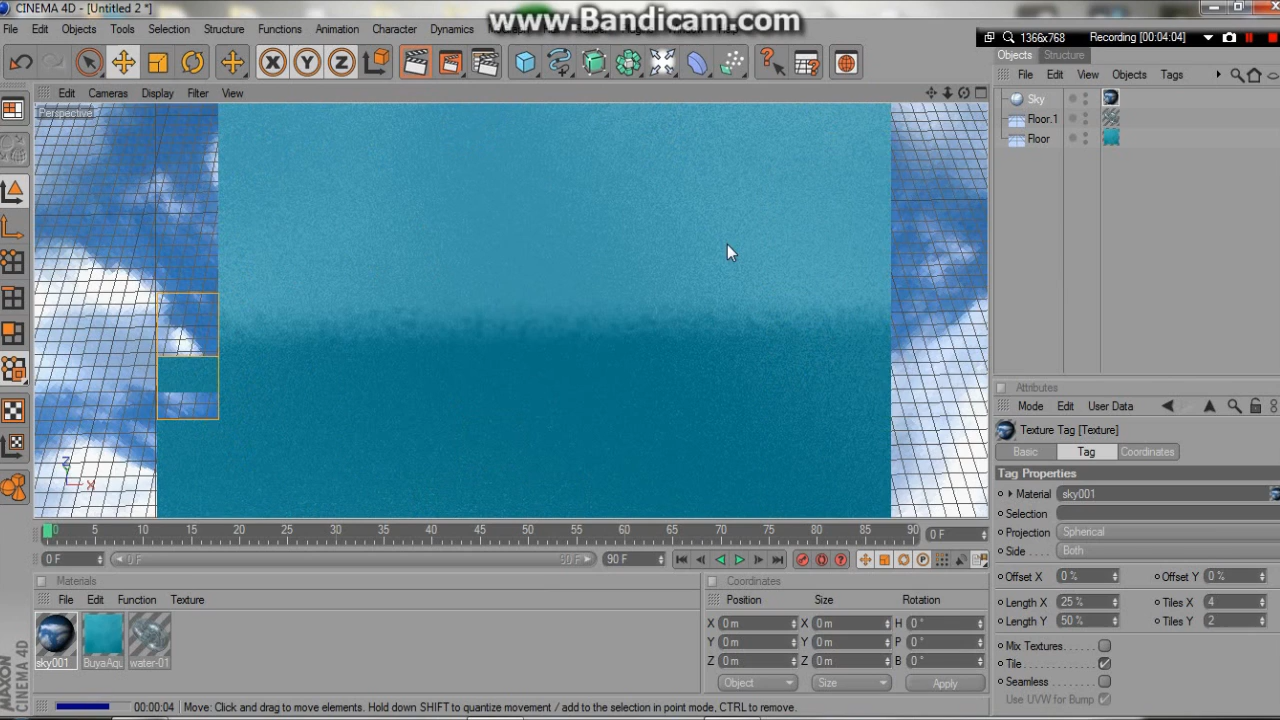 CINEMA 4D - [Untitled 2 *]
www.Bandicam.com
File Edit Objects Tools Selection Structure Functions Animation Character Dynamics
1366x768 Recording [00:04:04]
Objects Structure
File Edit View Objects Tags
Edit Cameras Display Filter View
Perspective
Sky
Floor.1
Floor
X Y Z
Attributes
Mode Edit User Data
Texture Tag [Texture]
Basic Tag Coordinates
Tag Properties
Material sky001
Selection
Projection Spherical
Side Both
Offset X 0 % Offset Y 0 %
Length X 25 % Tiles X 4
Length Y 50 % Tiles Y 2
Mix Textures
Tile
Seamless
Use UVW for Bump
Z
X
0 5 10 15 20 25 30 35 40 45 50 55 60 65 70 75 80 85 90 0 F
0 F 0 F 90 F 90 F
Materials
File Edit Function Texture
sky001 BuyaAqu water-01
Coordinates
Position Size Rotation
X 0 m X 0 m H 0 °
Y 0 m Y 0 m P 0 °
Z 0 m Z 0 m B 0 °
Object Size Apply
MAXON
CINEMA 4D
00:00:04 Move: Click and drag to move elements. Hold down SHIFT to quantize movement / add to the selection in point mode, CTRL to remove.